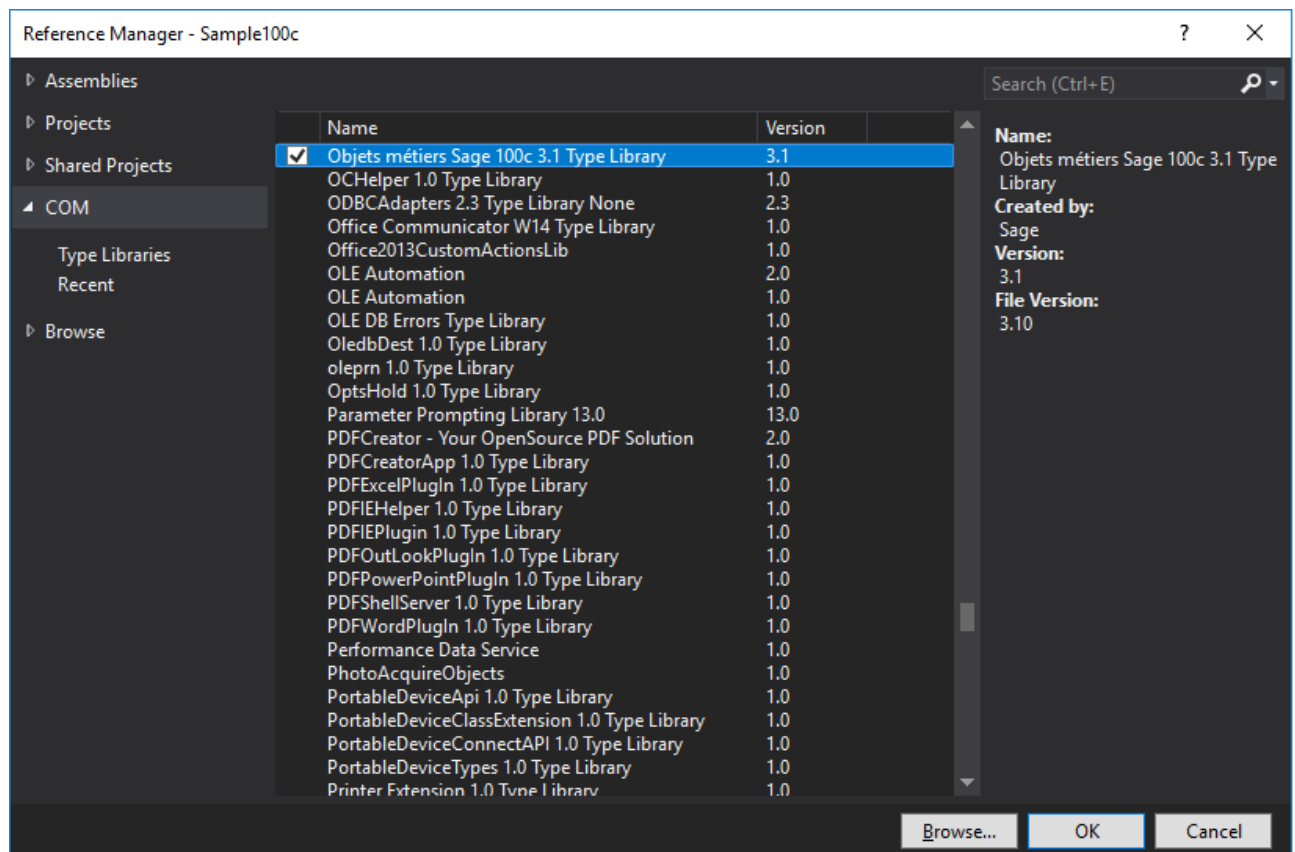 Reference Manager - Sample100c
?
Assemblies
Projects
Shared Projects
COM
Type Libraries
Recent
Browse
Name Version
Objets métiers Sage 100c 3.1 Type Library 3.1
OCHelper 1.0 Type Library 1.0
ODBCAdapters 2.3 Type Library None 2.3
Office Communicator W14 Type Library 1.0
Office2013CustomActionsLib 1.0
OLE Automation 2.0
OLE Automation 1.0
OLE DB Errors Type Library 1.0
OledbDest 1.0 Type Library 1.0
oleprn 1.0 Type Library 1.0
OptsHold 1.0 Type Library 1.0
Parameter Prompting Library 13.0 13.0
PDFCreator - Your OpenSource PDF Solution 2.0
PDFCreatorApp 1.0 Type Library 1.0
PDFExcelPlugIn 1.0 Type Library 1.0
PDFIEHelper 1.0 Type Library 1.0
PDFIEPlugin 1.0 Type Library 1.0
PDFOutLookPlugIn 1.0 Type Library 1.0
PDFPowerPointPlugIn 1.0 Type Library 1.0
PDFShellServer 1.0 Type Library 1.0
PDFWordPlugIn 1.0 Type Library 1.0
Performance Data Service 1.0
PhotoAcquireObjects 1.0
PortableDeviceApi 1.0 Type Library 1.0
PortableDeviceClassExtension 1.0 Type Library 1.0
PortableDeviceConnectAPI 1.0 Type Library 1.0
PortableDeviceTypes 1.0 Type Library 1.0
Printer Extension 1.0 Type Library 1.0
Search (Ctrl+E)
Name:
Objets métiers Sage 100c 3.1 Type
Library
Created by:
Sage
Version:
3.1
File Version:
3.10
Browse...
OK
Cancel